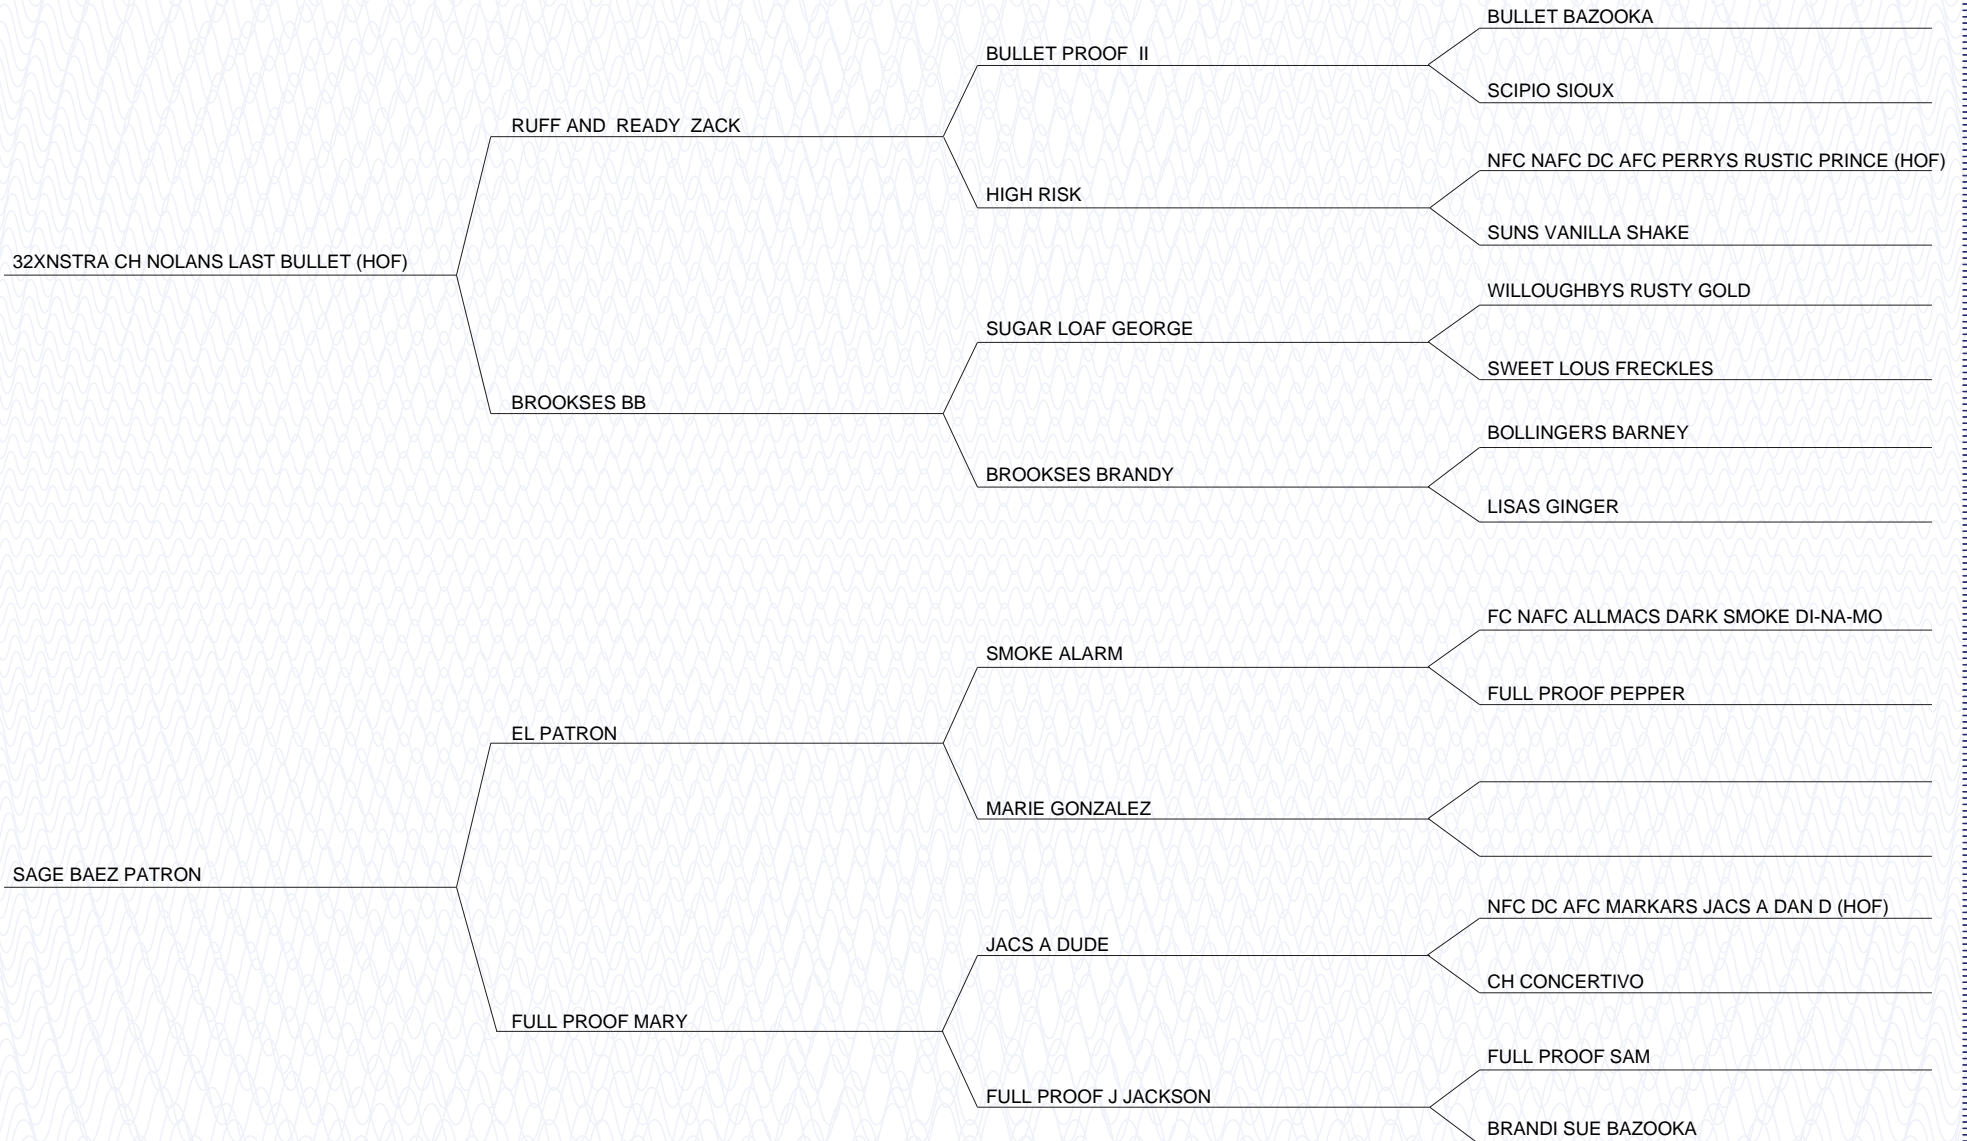 BULLET BAZOOKA
BULLET PROOF  II
SCIPIO SIOUX
RUFF AND  READY  ZACK
NFC NAFC DC AFC PERRYS RUSTIC PRINCE (HOF)
HIGH RISK
SUNS VANILLA SHAKE
32XNSTRA CH NOLANS LAST BULLET (HOF)
WILLOUGHBYS RUSTY GOLD
SUGAR LOAF GEORGE
SWEET LOUS FRECKLES
BROOKSES BB
BOLLINGERS BARNEY
BROOKSES BRANDY
LISAS GINGER
FC NAFC ALLMACS DARK SMOKE DI-NA-MO
SMOKE ALARM
FULL PROOF PEPPER
EL PATRON
MARIE GONZALEZ
SAGE BAEZ PATRON
NFC DC AFC MARKARS JACS A DAN D (HOF)
JACS A DUDE
CH CONCERTIVO
FULL PROOF MARY
FULL PROOF SAM
FULL PROOF J JACKSON
BRANDI SUE BAZOOKA